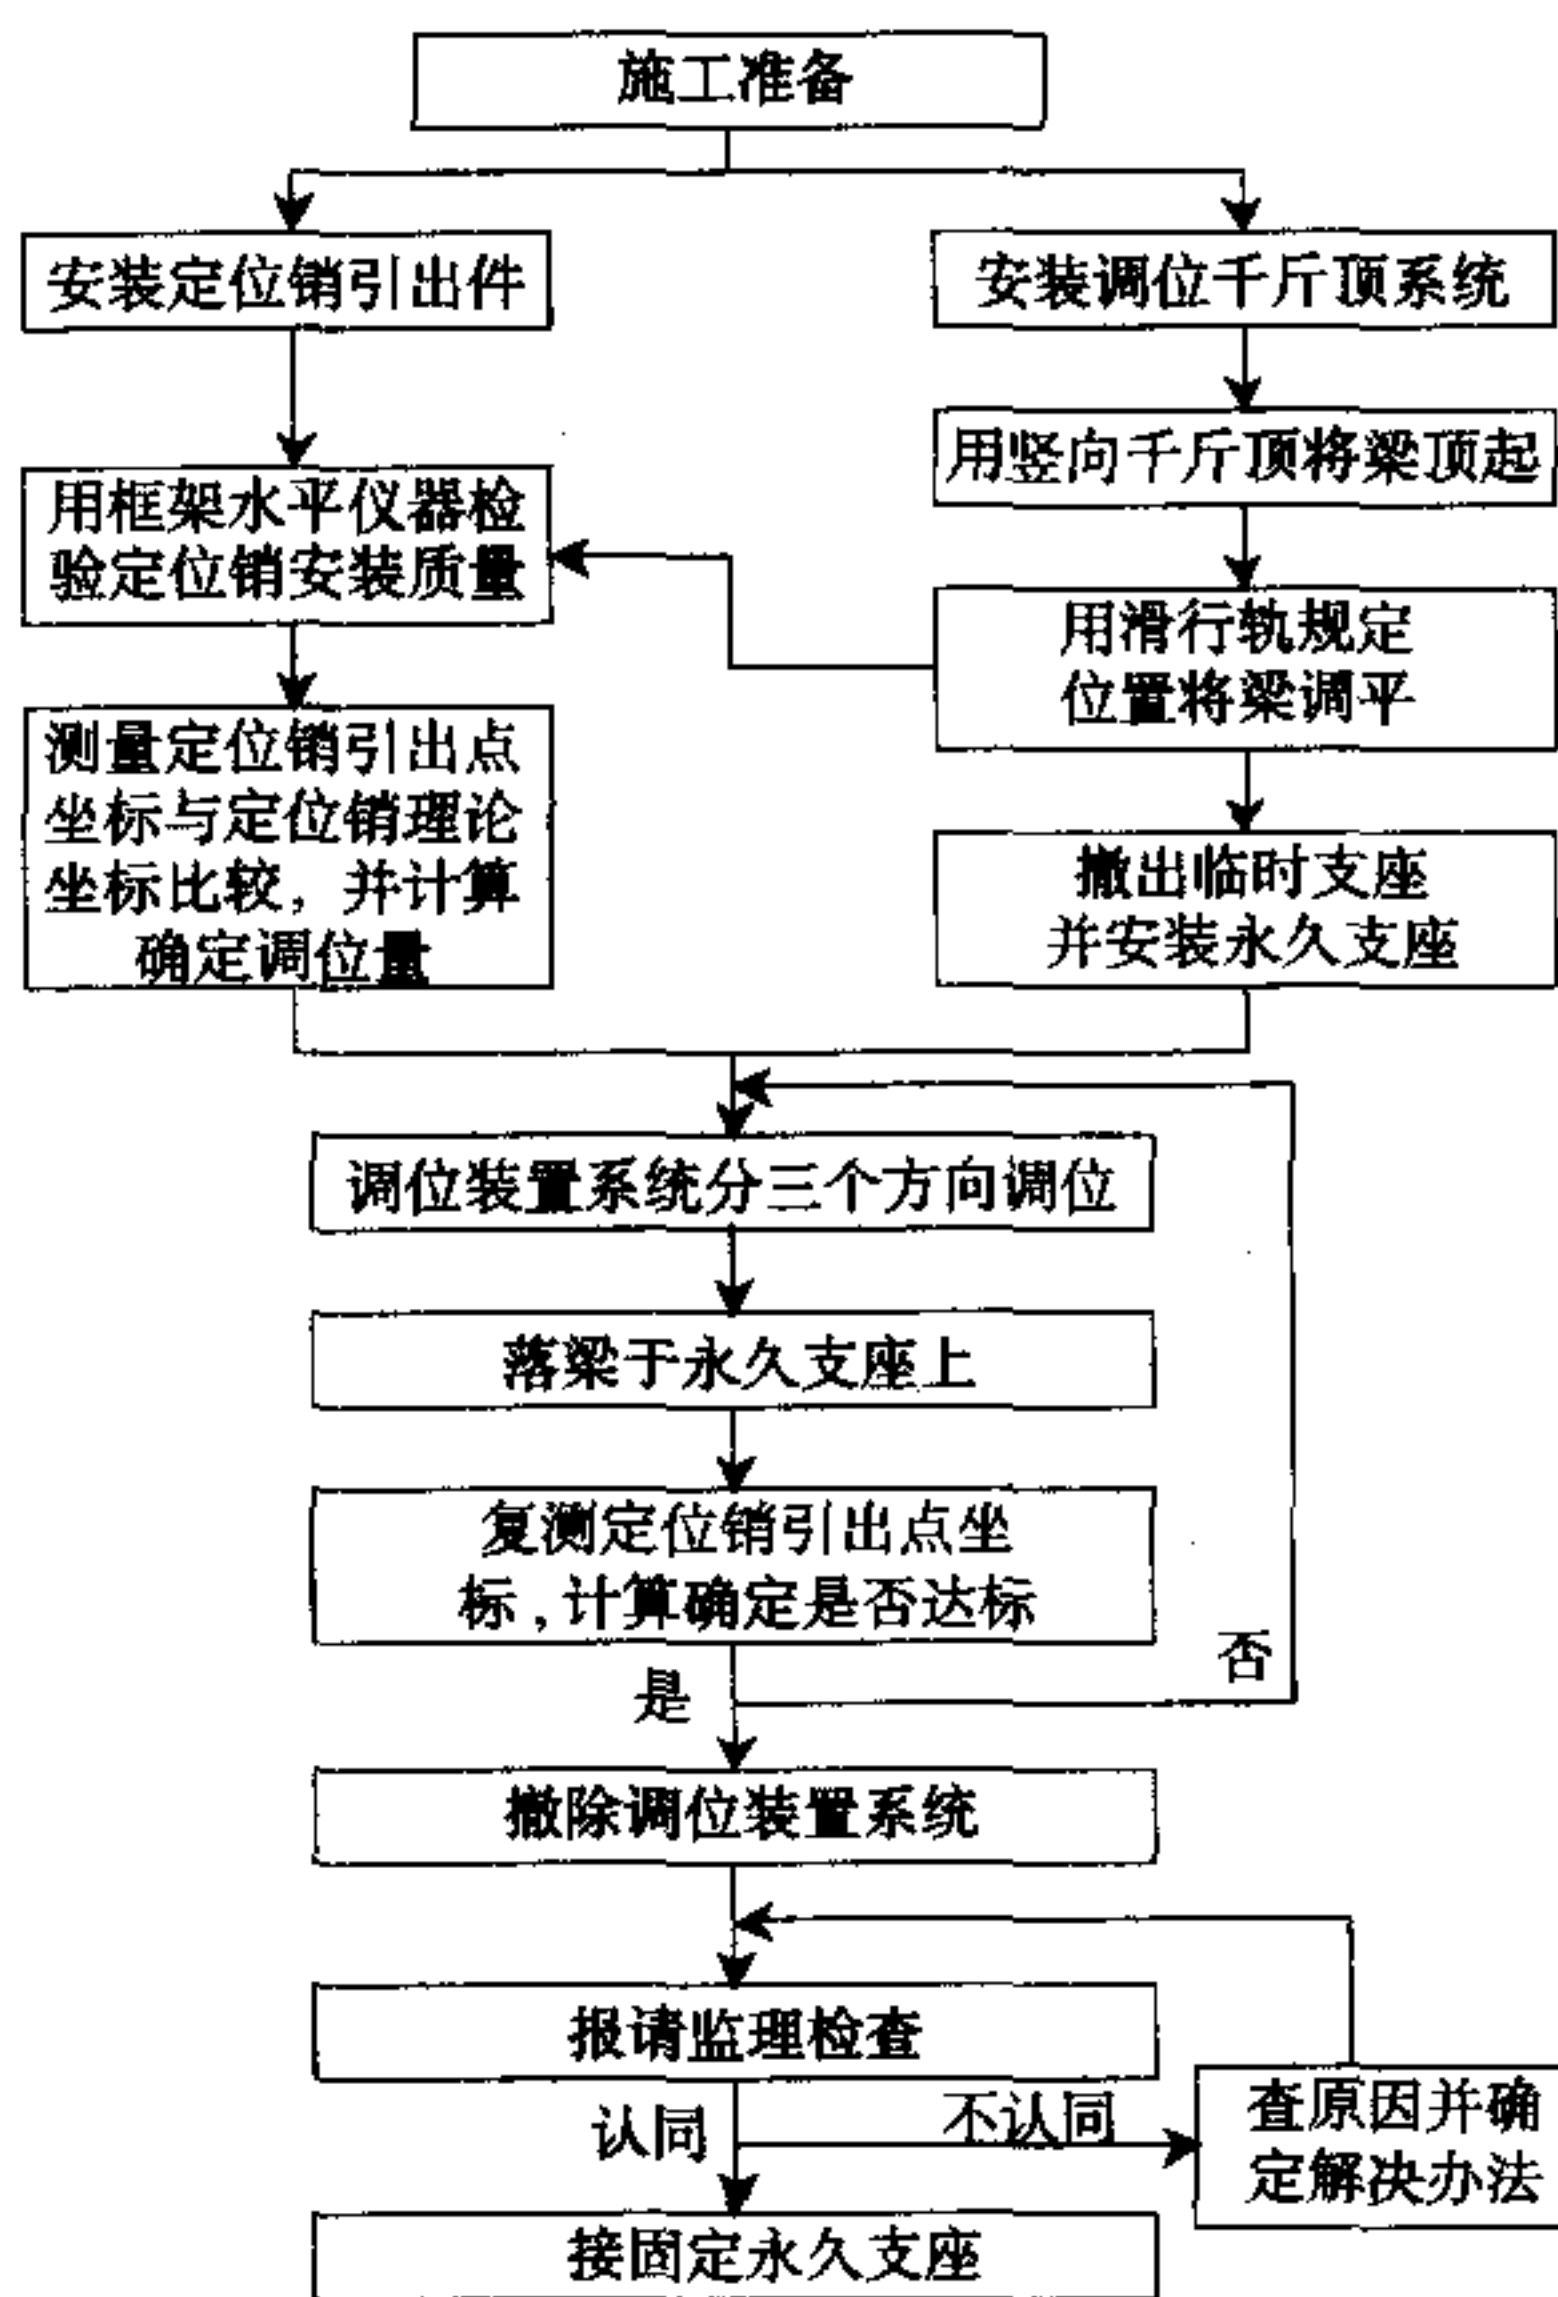 施工准备
安装定位销引出件
安装调位千斤顶系统
用竖向千斤顶将梁顶起
用框架水平仪器检
验定位销安装质量
用滑行轨规定
位置将梁调平
测量定位销引出点
坐标与定位销理论
坐标比较，并计算
确定调位量
撤出临时支座
并安装永久支座
调位装置系统分三个方向调位
落梁于永久支座上
复测定位销引出点坐
标,计算确定是否达标
否
是
撤除调位装置系统
报请监理检查
认同
不认同
查原因并确
定解决办法
接固定永久支座